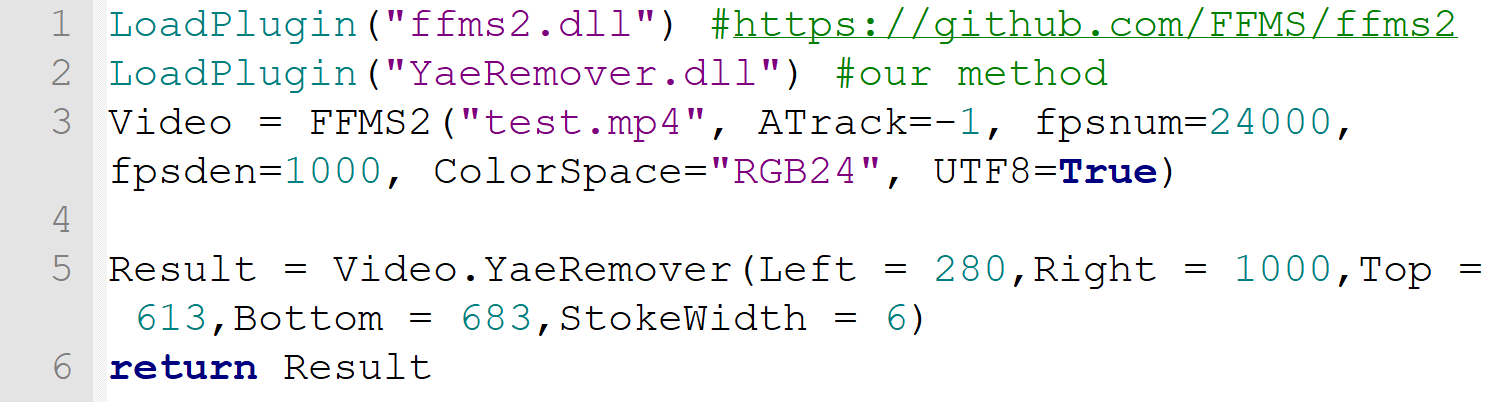 1 LoadPlugin("ffms2.dll") #https://github.com/FFMS/ffms2
2 LoadPlugin("YaeRemover.dll") #our method
3 Video = FFMS2("test.mp4", ATrack=-1, fpsnum=24000,
fpsden=1000, ColorSpace="RGB24", UTF8=True)
4
5 Result = Video.YaeRemover(Left = 280,Right = 1000,Top =
613,Bottom = 683,StokeWidth = 6)
6 return Result